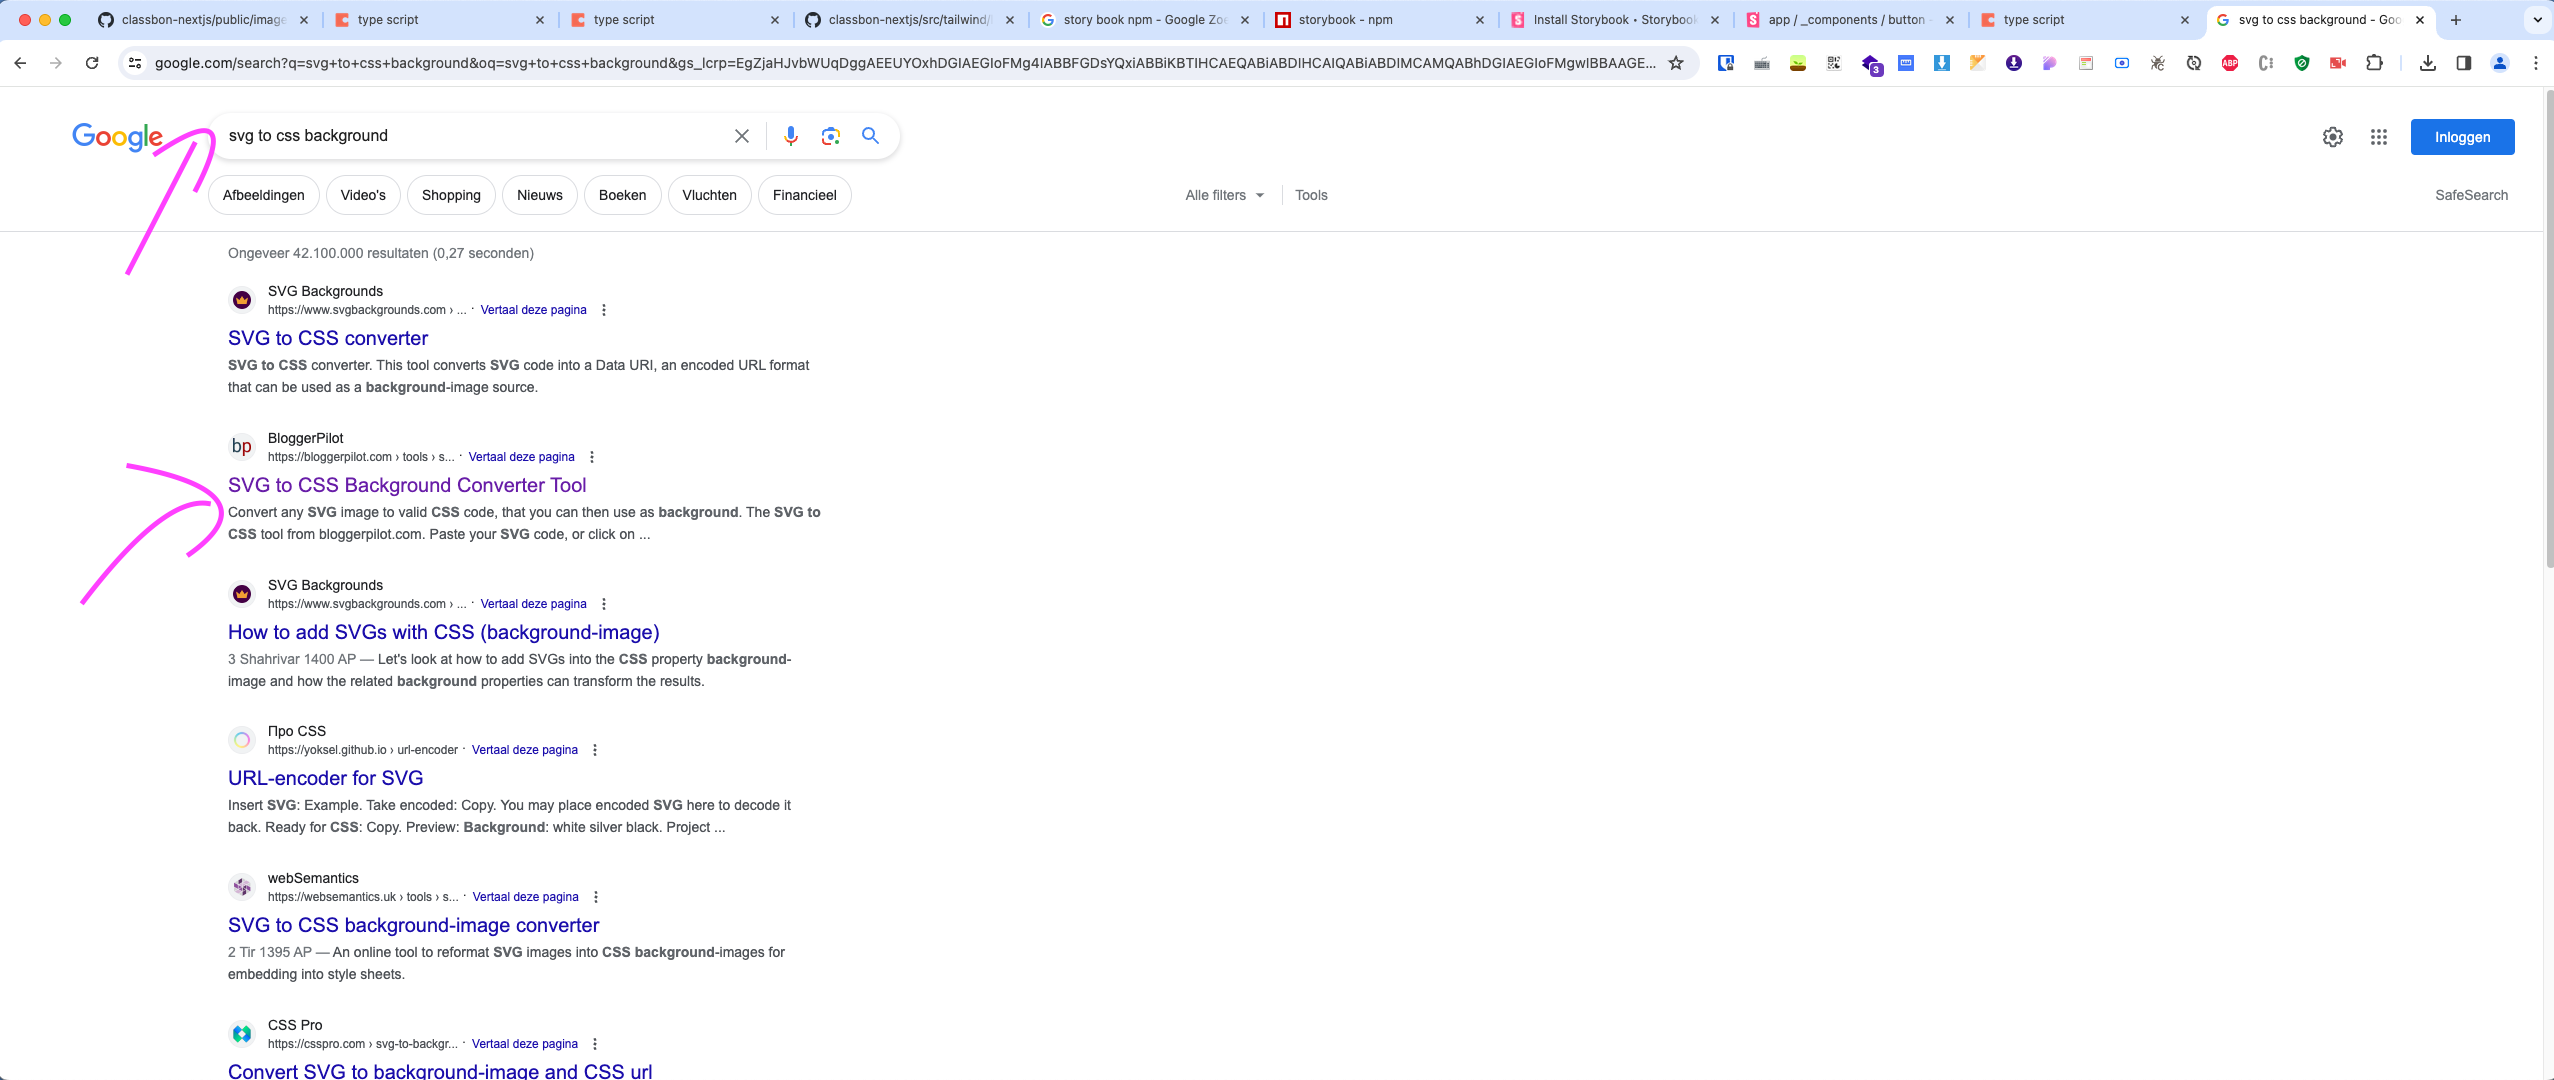 classbon-nextjs/public/image
type script
type script
classbon-nextjs/src/tailwind/
story book npm - Google Zoe
storybook - npm
Install Storybook • Storybook
app / _components / button -
type script
svg to css background - Goo
google.com/search?q=svg+to+css+background&oq=svg+to+css+background&gs_lcrp=EgZjaHJvbWUqDggAEEUYOxhDGIAEGIoFMg4IABBFGDsYQxiABBiKBTIHCAEQABiABDIHCAIQABiABDIMCAMQABhDGIAEGIoFMgwIBBAAGE...
3
ABP
Google
svg to css background
Inloggen
Afbeeldingen
Video's
Shopping
Nieuws
Boeken
Vluchten
Financieel
Alle filters
Tools
SafeSearch
Ongeveer 42.100.000 resultaten (0,27 seconden)
SVG Backgrounds
https://www.svgbackgrounds.com › ... · Vertaal deze pagina
SVG to CSS converter
SVG to CSS converter. This tool converts SVG code into a Data URI, an encoded URL format
that can be used as a background-image source.
bp
BloggerPilot
https://bloggerpilot.com › tools › s... · Vertaal deze pagina
SVG to CSS Background Converter Tool
Convert any SVG image to valid CSS code, that you can then use as background. The SVG to
CSS tool from bloggerpilot.com. Paste your SVG code, or click on ...
SVG Backgrounds
https://www.svgbackgrounds.com › ... · Vertaal deze pagina
How to add SVGs with CSS (background-image)
3 Shahrivar 1400 AP — Let's look at how to add SVGs into the CSS property background-
image and how the related background properties can transform the results.
Про CSS
https://yoksel.github.io › url-encoder · Vertaal deze pagina
URL-encoder for SVG
Insert SVG: Example. Take encoded: Copy. You may place encoded SVG here to decode it
back. Ready for CSS: Copy. Preview: Background: white silver black. Project ...
webSemantics
https://websemantics.uk › tools › s... · Vertaal deze pagina
SVG to CSS background-image converter
2 Tir 1395 AP — An online tool to reformat SVG images into CSS background-images for
embedding into style sheets.
CSS Pro
https://csspro.com › svg-to-backgr... · Vertaal deze pagina
Convert SVG to background-image and CSS url